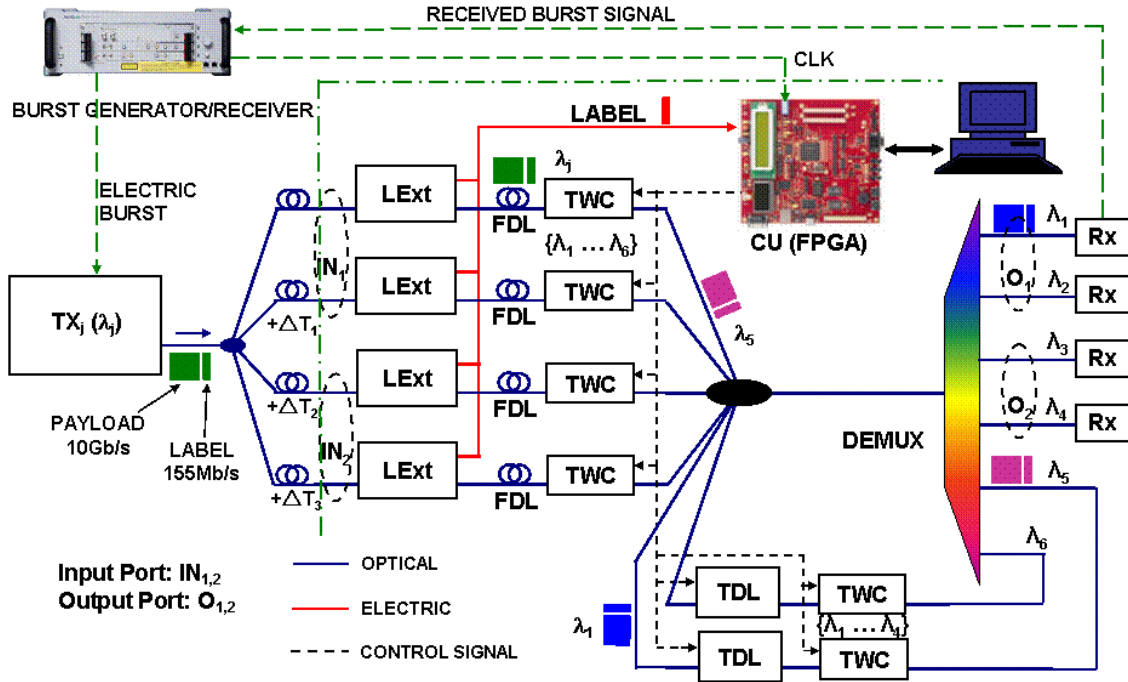 RECEIVED BURST SIGNAL
CLK
BURST GENERATOR/RECEIVER
LABEL
ELECTRIC
BURST
LExt
λj
FDL
TWC
{λ1 ... λ6}
CU (FPGA)
IN1
TXj (λj)
+△T1
LExt
FDL
TWC
λ5
PAYLOAD
10Gb/s
LABEL
155Mb/s
+△T2
LExt
FDL
TWC
IN2
+△T3
LExt
FDL
TWC
DEMUX
λ1
Rx
O1
λ2
Rx
λ3
Rx
O2
λ4
Rx
λ5
λ6
Input Port: IN1,2
Output Port: O1,2
OPTICAL
ELECTRIC
CONTROL SIGNAL
λ1
TDL
TWC
{λ1 ... λ4}
TDL
TWC